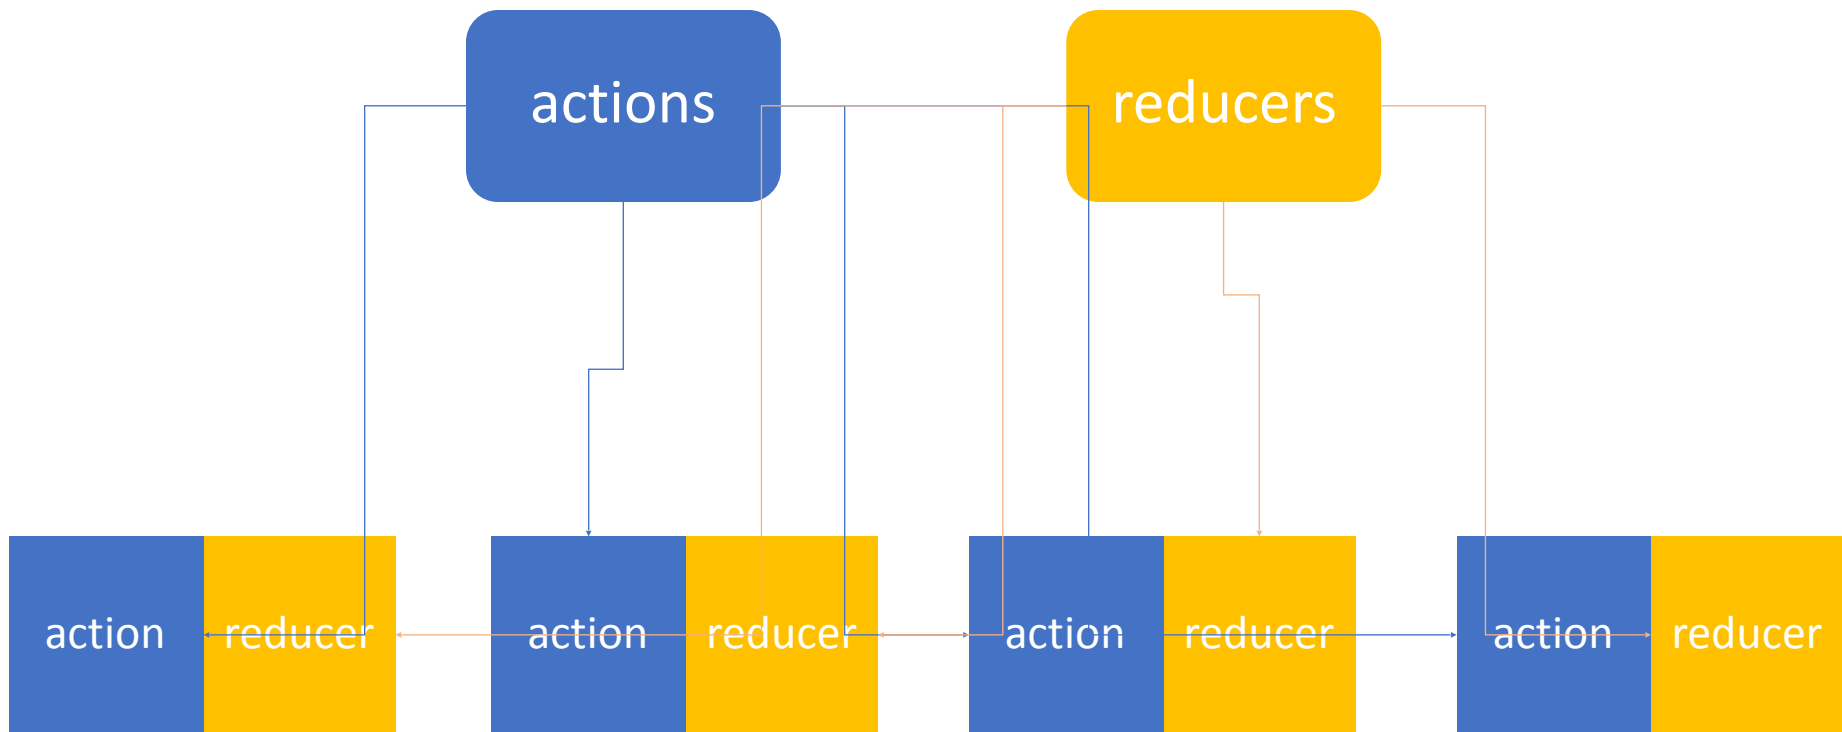 actions
reducers
action
reducer
action
reducer
action
reducer
action
reducer